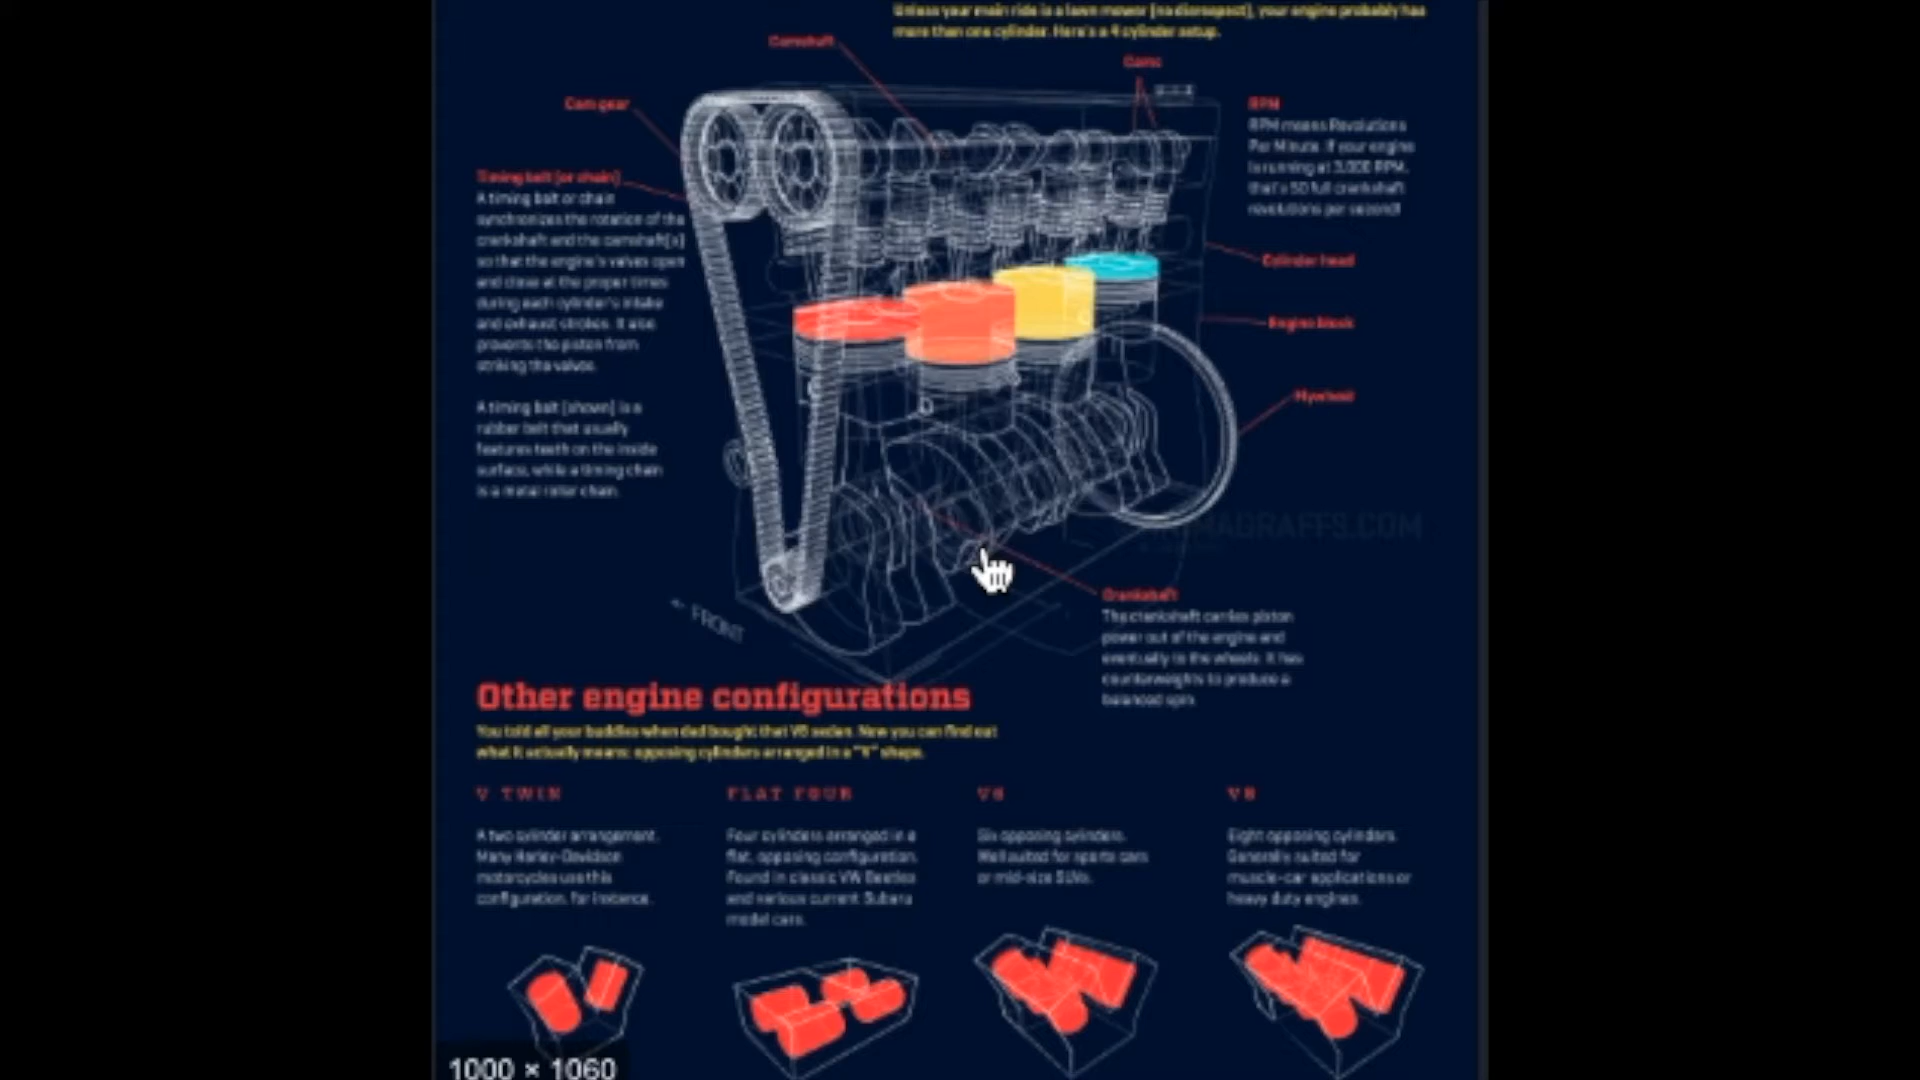 Unless your main ride is a lawn mower (no disrespect), your engine probably has
more than one cylinder. Here's a 4 cylinder setup.
Camshaft
Cams
Cam gear
RPM
RPM means Revolutions
Per Minute. If your engine
is running at 3,000 RPM,
that's 50 full crankshaft
revolutions per second!
Timing belt (or chain)
A timing belt or chain
synchronizes the rotation of the
crankshaft and the camshaft(s)
so that the engine's valves open
and close at the proper times
during each cylinder's intake
and exhaust strokes. It also
prevents the piston from
striking the valves.
A timing belt (shown) is a
rubber belt that usually
features teeth on the inside
surface, while a timing chain
is a metal roller chain.
Cylinder head
Engine block
Flywheel
MAGRAFFS.COM
Crankshaft
The crankshaft carries piston
power out of the engine and
eventually to the wheels. It has
counterweights to produce a
balanced spin.
← FRONT
Other engine configurations
You told all your buddies when dad bought that V6 sedan. Now you can find out
what it actually means: opposing cylinders arranged in a "V" shape.
V TWIN
A two cylinder arrangement.
Many Harley-Davidson
motorcycles use this
configuration, for instance.
FLAT FOUR
Four cylinders arranged in a
flat, opposing configuration.
Found in classic VW Beetles
and various current Subaru
model cars.
V6
Six opposing cylinders.
Well suited for sports cars
or mid-size SUVs.
V8
Eight opposing cylinders.
Generally suited for
muscle-car applications or
heavy duty engines.
1000 × 1060